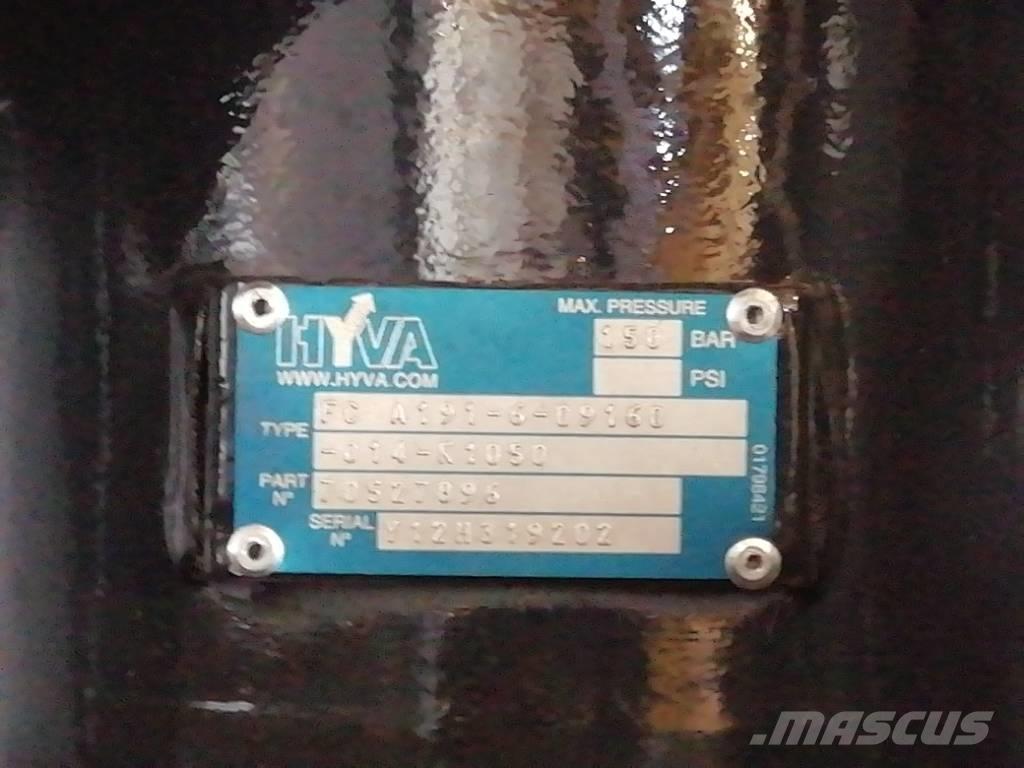 HYVA
WWW.HYVA.COM
MAX. PRESSURE
150 BAR
PSI
TYPE FC A191-6-09160
-014-K1050
PART N° 70527896
SERIAL N° Y12H319202
01708421
.MASCUS